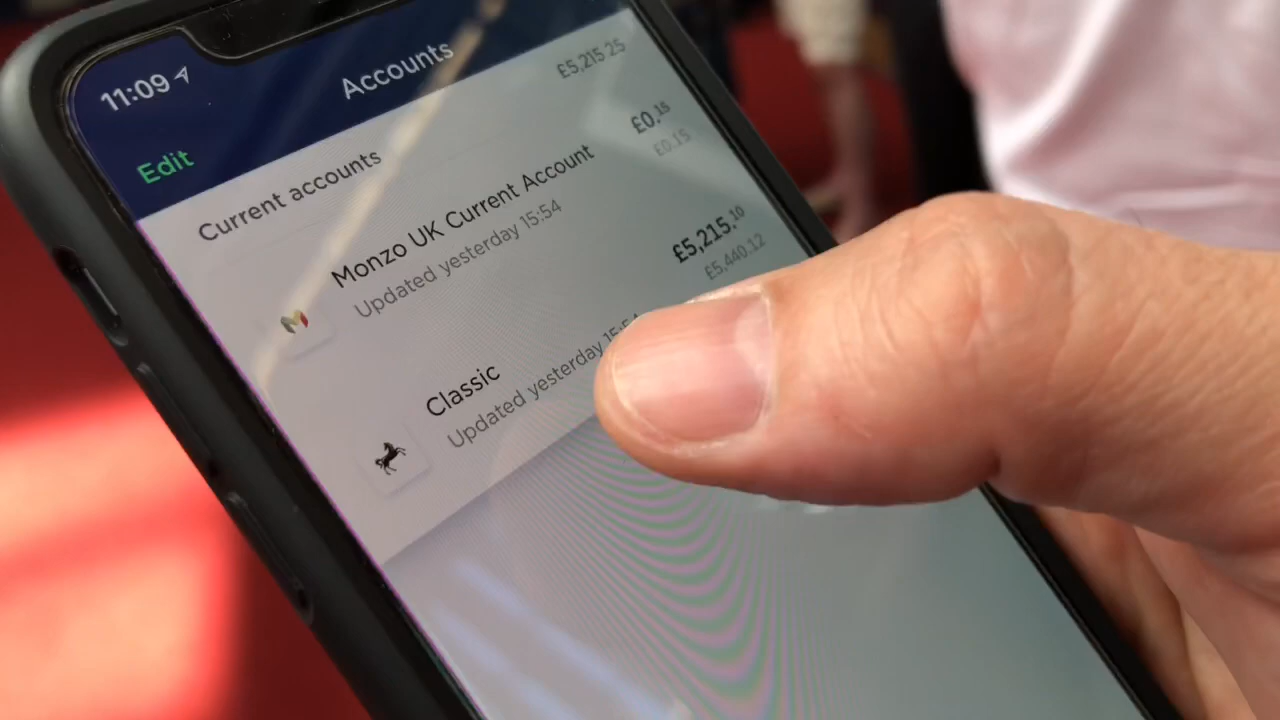 11:09
Accounts
Edit
Current accounts
£5,215.25
Monzo UK Current Account
£0.15
Updated yesterday 15:54
£0.15
Classic
£5,215.10
Updated yesterday 15:54
£5,440.12